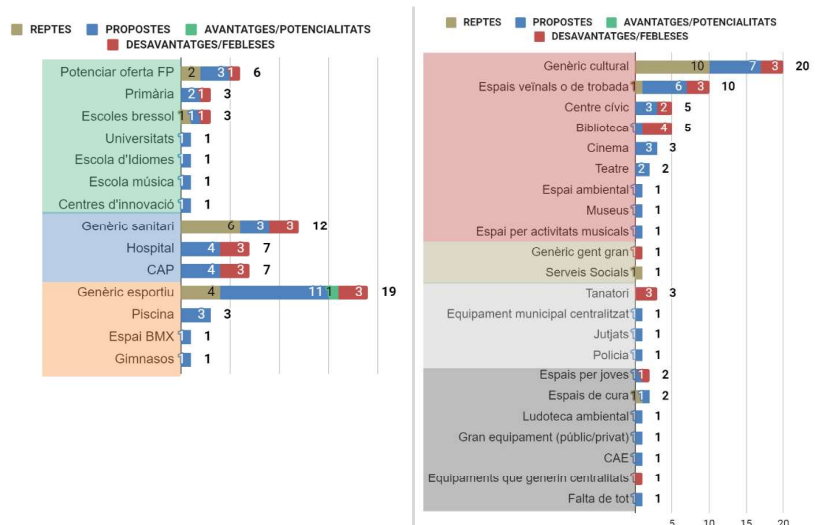 REPTES PROPOSTES AVANTATGES/POTENCIALITATS
DESAVANTATGES/FEBLESES
Potenciar oferta FP 2 3 1 6
Primària 2 1 3
Escoles bressol 1 1 1 3
Universitats 1 1
Escola d'Idiomes 1 1
Escola música 1 1
Centres d'innovació 1 1
Genèric sanitari 6 3 3 12
Hospital 4 3 7
CAP 4 3 7
Genèric esportiu 4 11 1 3 19
Piscina 3 3
Espai BMX 1 1
Gimnasos 1 1
REPTES PROPOSTES AVANTATGES/POTENCIALITATS
DESAVANTATGES/FEBLESES
Genèric cultural 10 7 3 20
Espais veïnals o de trobada 1 6 3 10
Centre cívic 3 2 5
Biblioteca 1 4 5
Cinema 3 3
Teatre 2 2
Espai ambiental 1 1
Museus 1 1
Espai per activitats musicals 1 1
Genèric gent gran 1 1
Serveis Socials 1 1
Tanatori 3 3
Equipament municipal centralitzat 1 1
Jutjats 1 1
Policia 1 1
Espais per joves 1 1 2
Espais de cura 1 1 2
Ludoteca ambiental 1 1
Gran equipament (públic/privat) 1 1
CAE 1 1
Equipaments que generin centralitats 1 1
Falta de tot 1 1
5 10 15 20